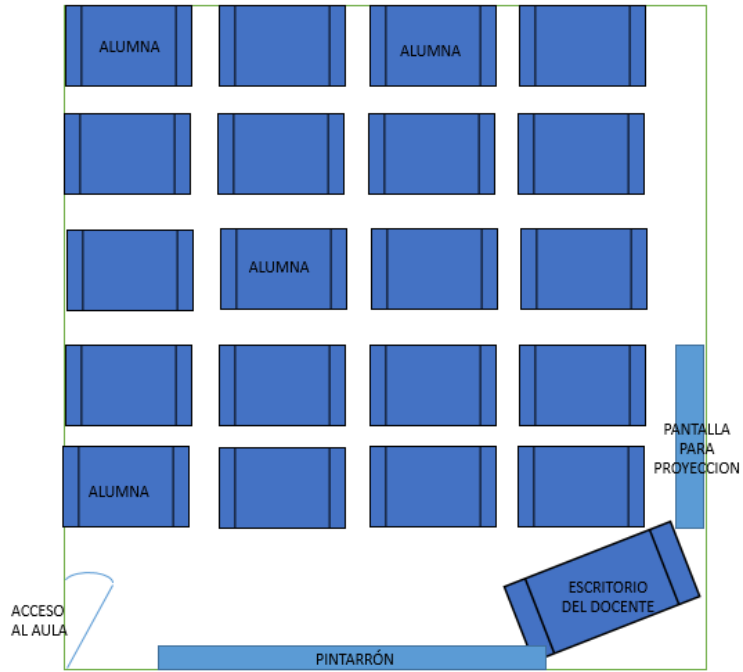 ALUMNA
ALUMNA
ALUMNA
PANTALLA
PARA
PROYECCION
ALUMNA
ESCRITORIO
DEL DOCENTE
ACCESO
AL AULA
PINTARRÓN